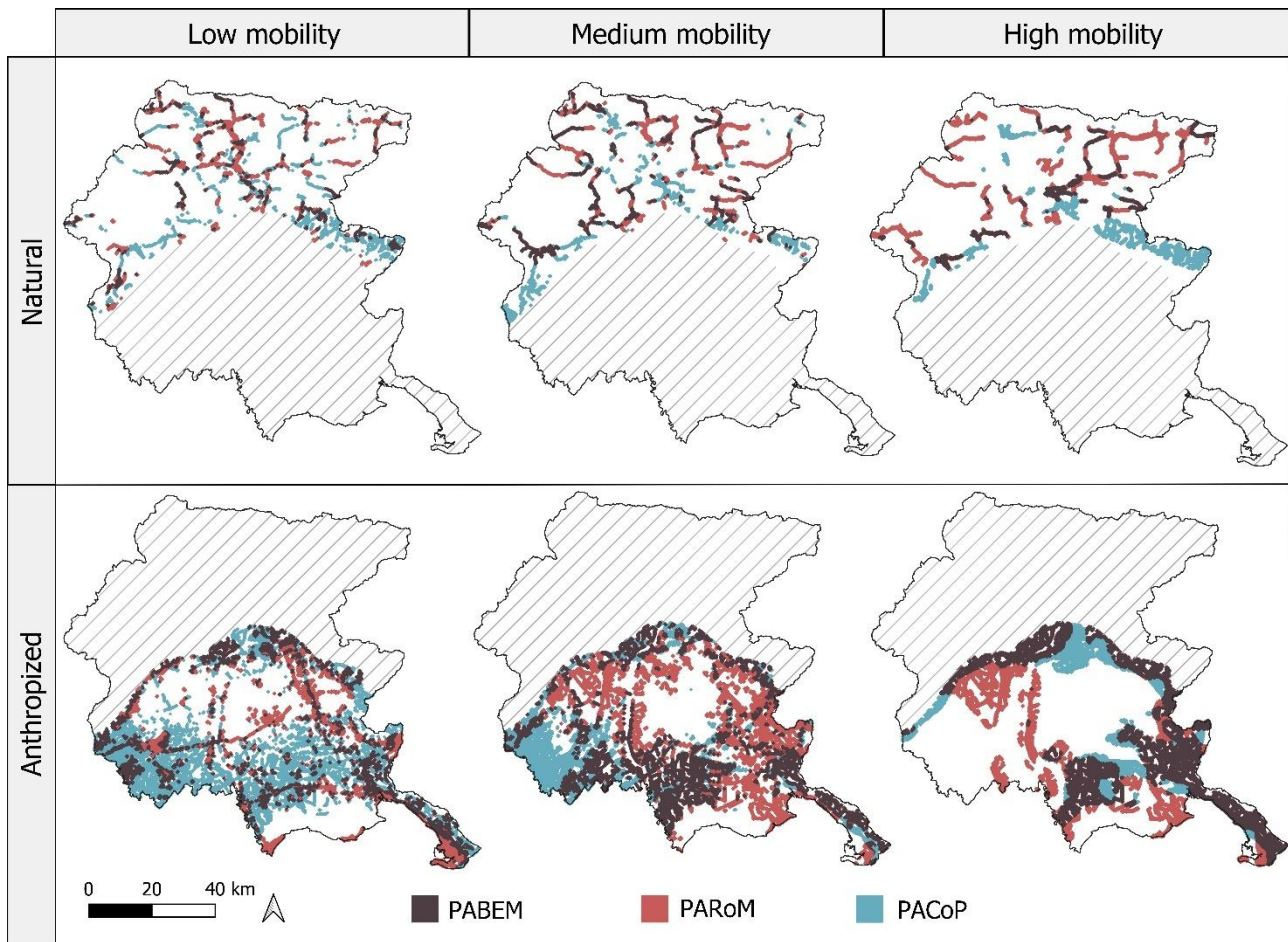 Low mobility
Medium mobility
High mobility
Natural
Anthropized
0 20 40 km
PABEM
PARoM
PACoP